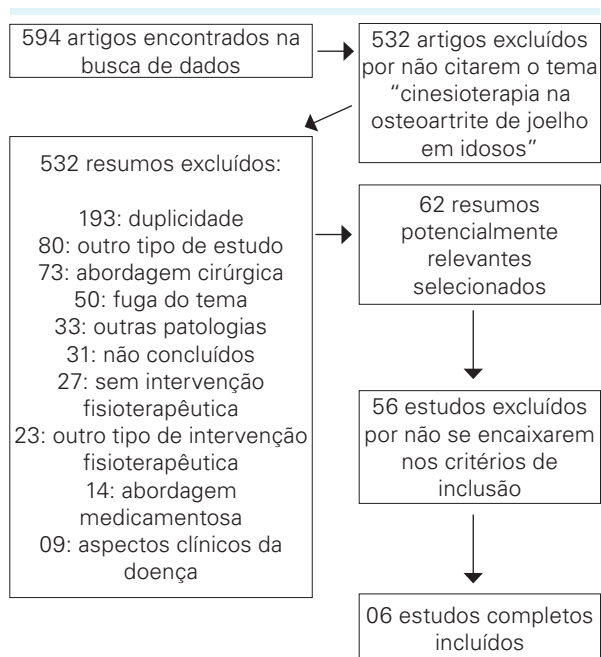 594 artigos encontrados na
busca de dados
532 artigos excluídos
por não citarem o tema
“cinesioterapia na
osteoartrite de joelho
em idosos”
532 resumos excluídos:
193: duplicidade
80: outro tipo de estudo
73: abordagem cirúrgica
50: fuga do tema
33: outras patologias
31: não concluídos
27: sem intervenção
fisioterapêutica
23: outro tipo de intervenção
fisioterapêutica
14: abordagem
medicamentosa
09: aspectos clínicos da
doença
62 resumos
potencialmente
relevantes
selecionados
56 estudos excluídos
por não se encaixarem
nos critérios de
inclusão
06 estudos completos
incluídos